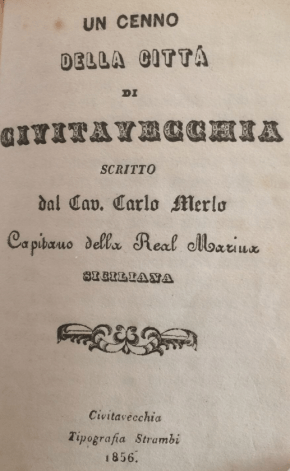 UN CENNO
DELLA CITTÁ
DI
CIVITAVECCHIA
SCRITTO
dal Cav. Carlo Merlo
Capitano della Real Marina
SICILIANA
Civitavecchia
Tipografia Strambi
1856.